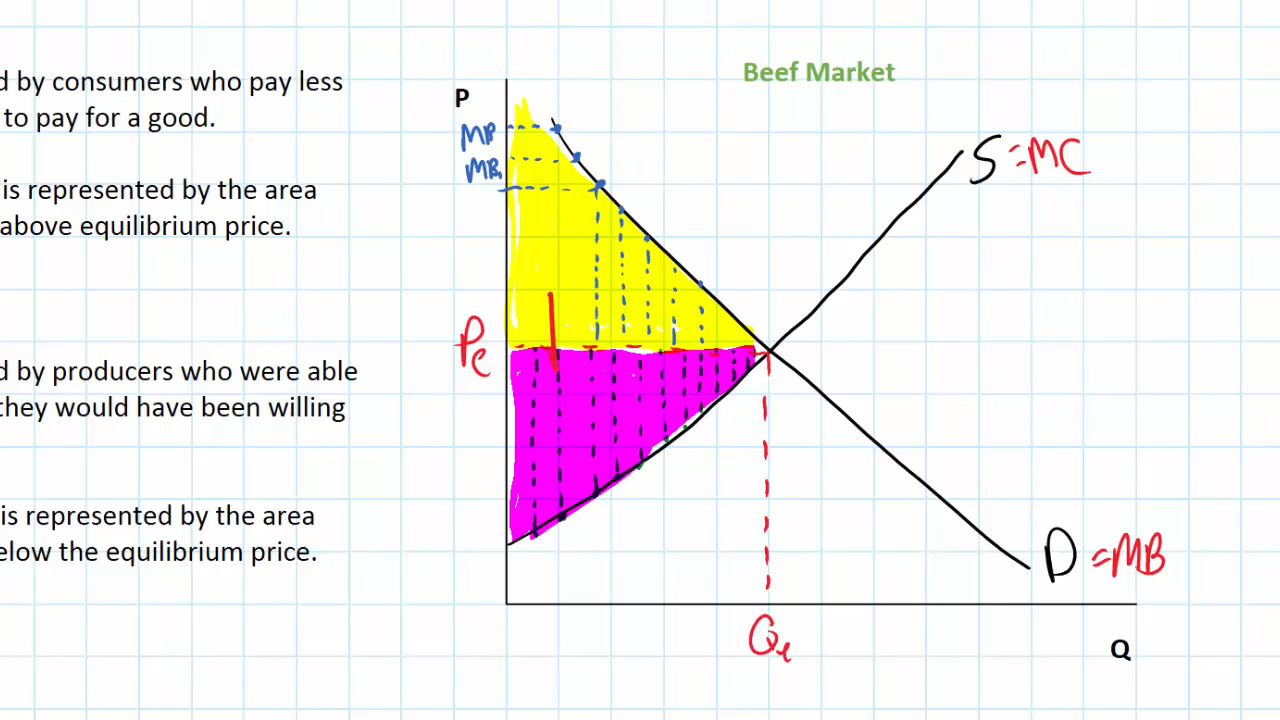 d by consumers who pay less
to pay for a good.
is represented by the area
above equilibrium price.
d by producers who were able
they would have been willing
is represented by the area
elow the equilibrium price.
Beef Market
P
MB
MB
S =MC
Pe
D =MB
Qe
Q